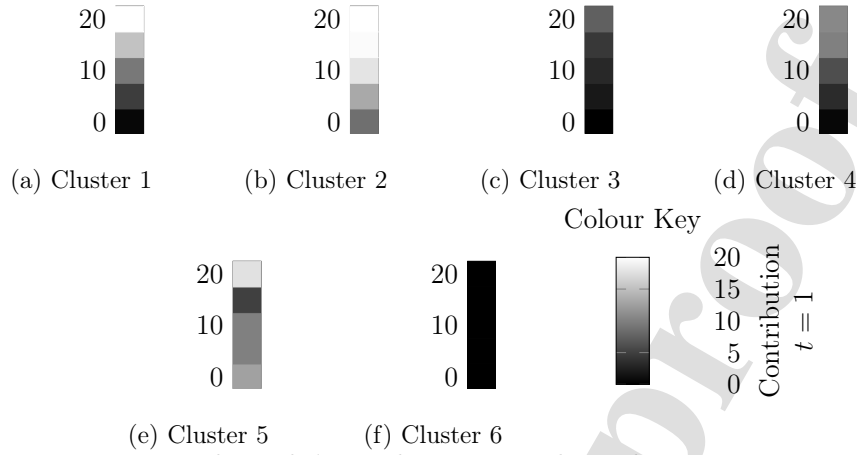 20
10
0
(a) Cluster 1
20
10
0
(b) Cluster 2
20
10
0
(c) Cluster 3
20
10
0
(d) Cluster 4
20
10
0
(e) Cluster 5
20
10
0
(f) Cluster 6
Colour Key
20
15
10
5
0
Contribution
t = 1
proof